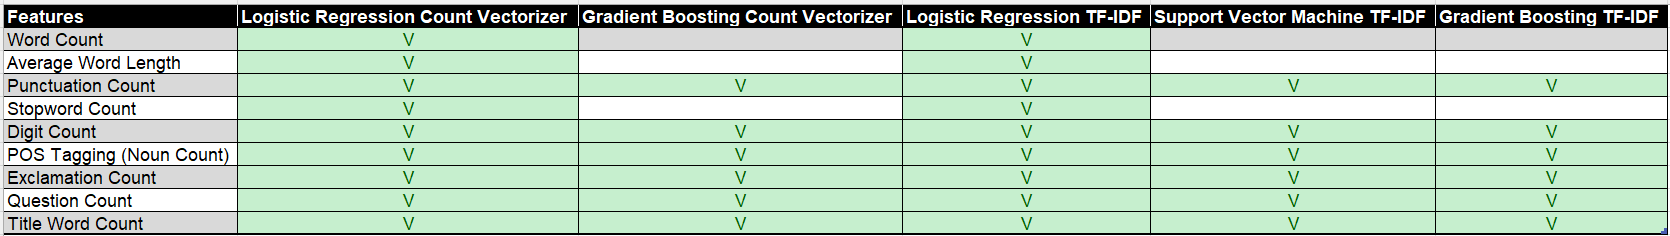 Features Logistic Regression Count Vectorizer Gradient Boosting Count Vectorizer Logistic Regression TF-IDF Support Vector Machine TF-IDF Gradient Boosting TF-IDF
Word Count V V
Average Word Length V V
Punctuation Count V V V V V
Stopword Count V V
Digit Count V V V V V
POS Tagging (Noun Count) V V V V V
Exclamation Count V V V V V
Question Count V V V V V
Title Word Count V V V V V